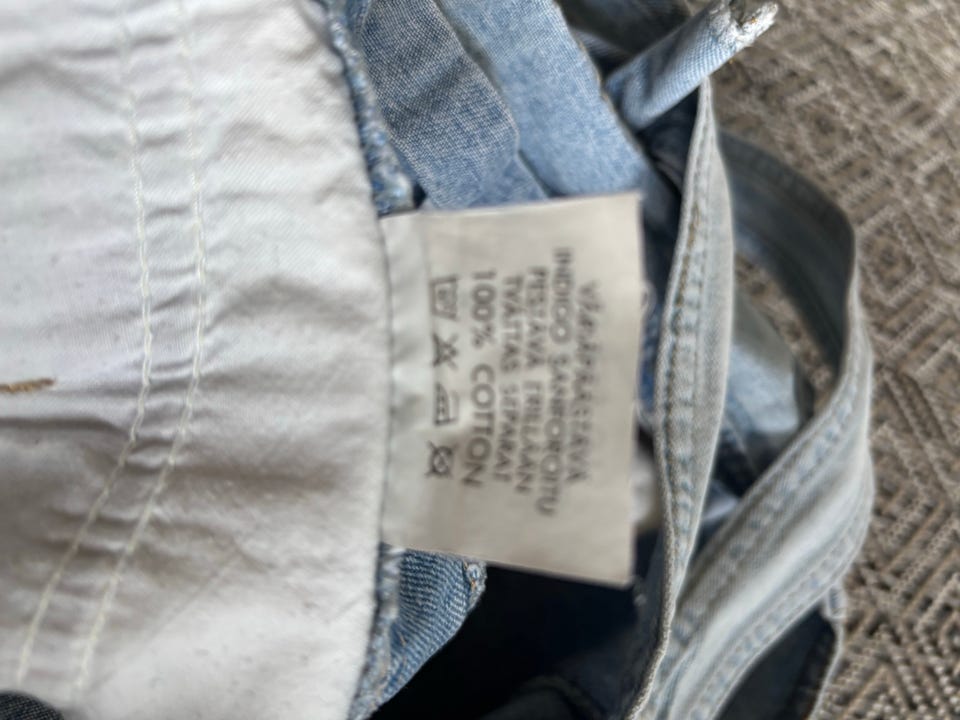 INDIGO SANFOROITU
PESTÄVÄ ERILLÄÄN
TVÄTTAS SEPARAT
100% COTTON